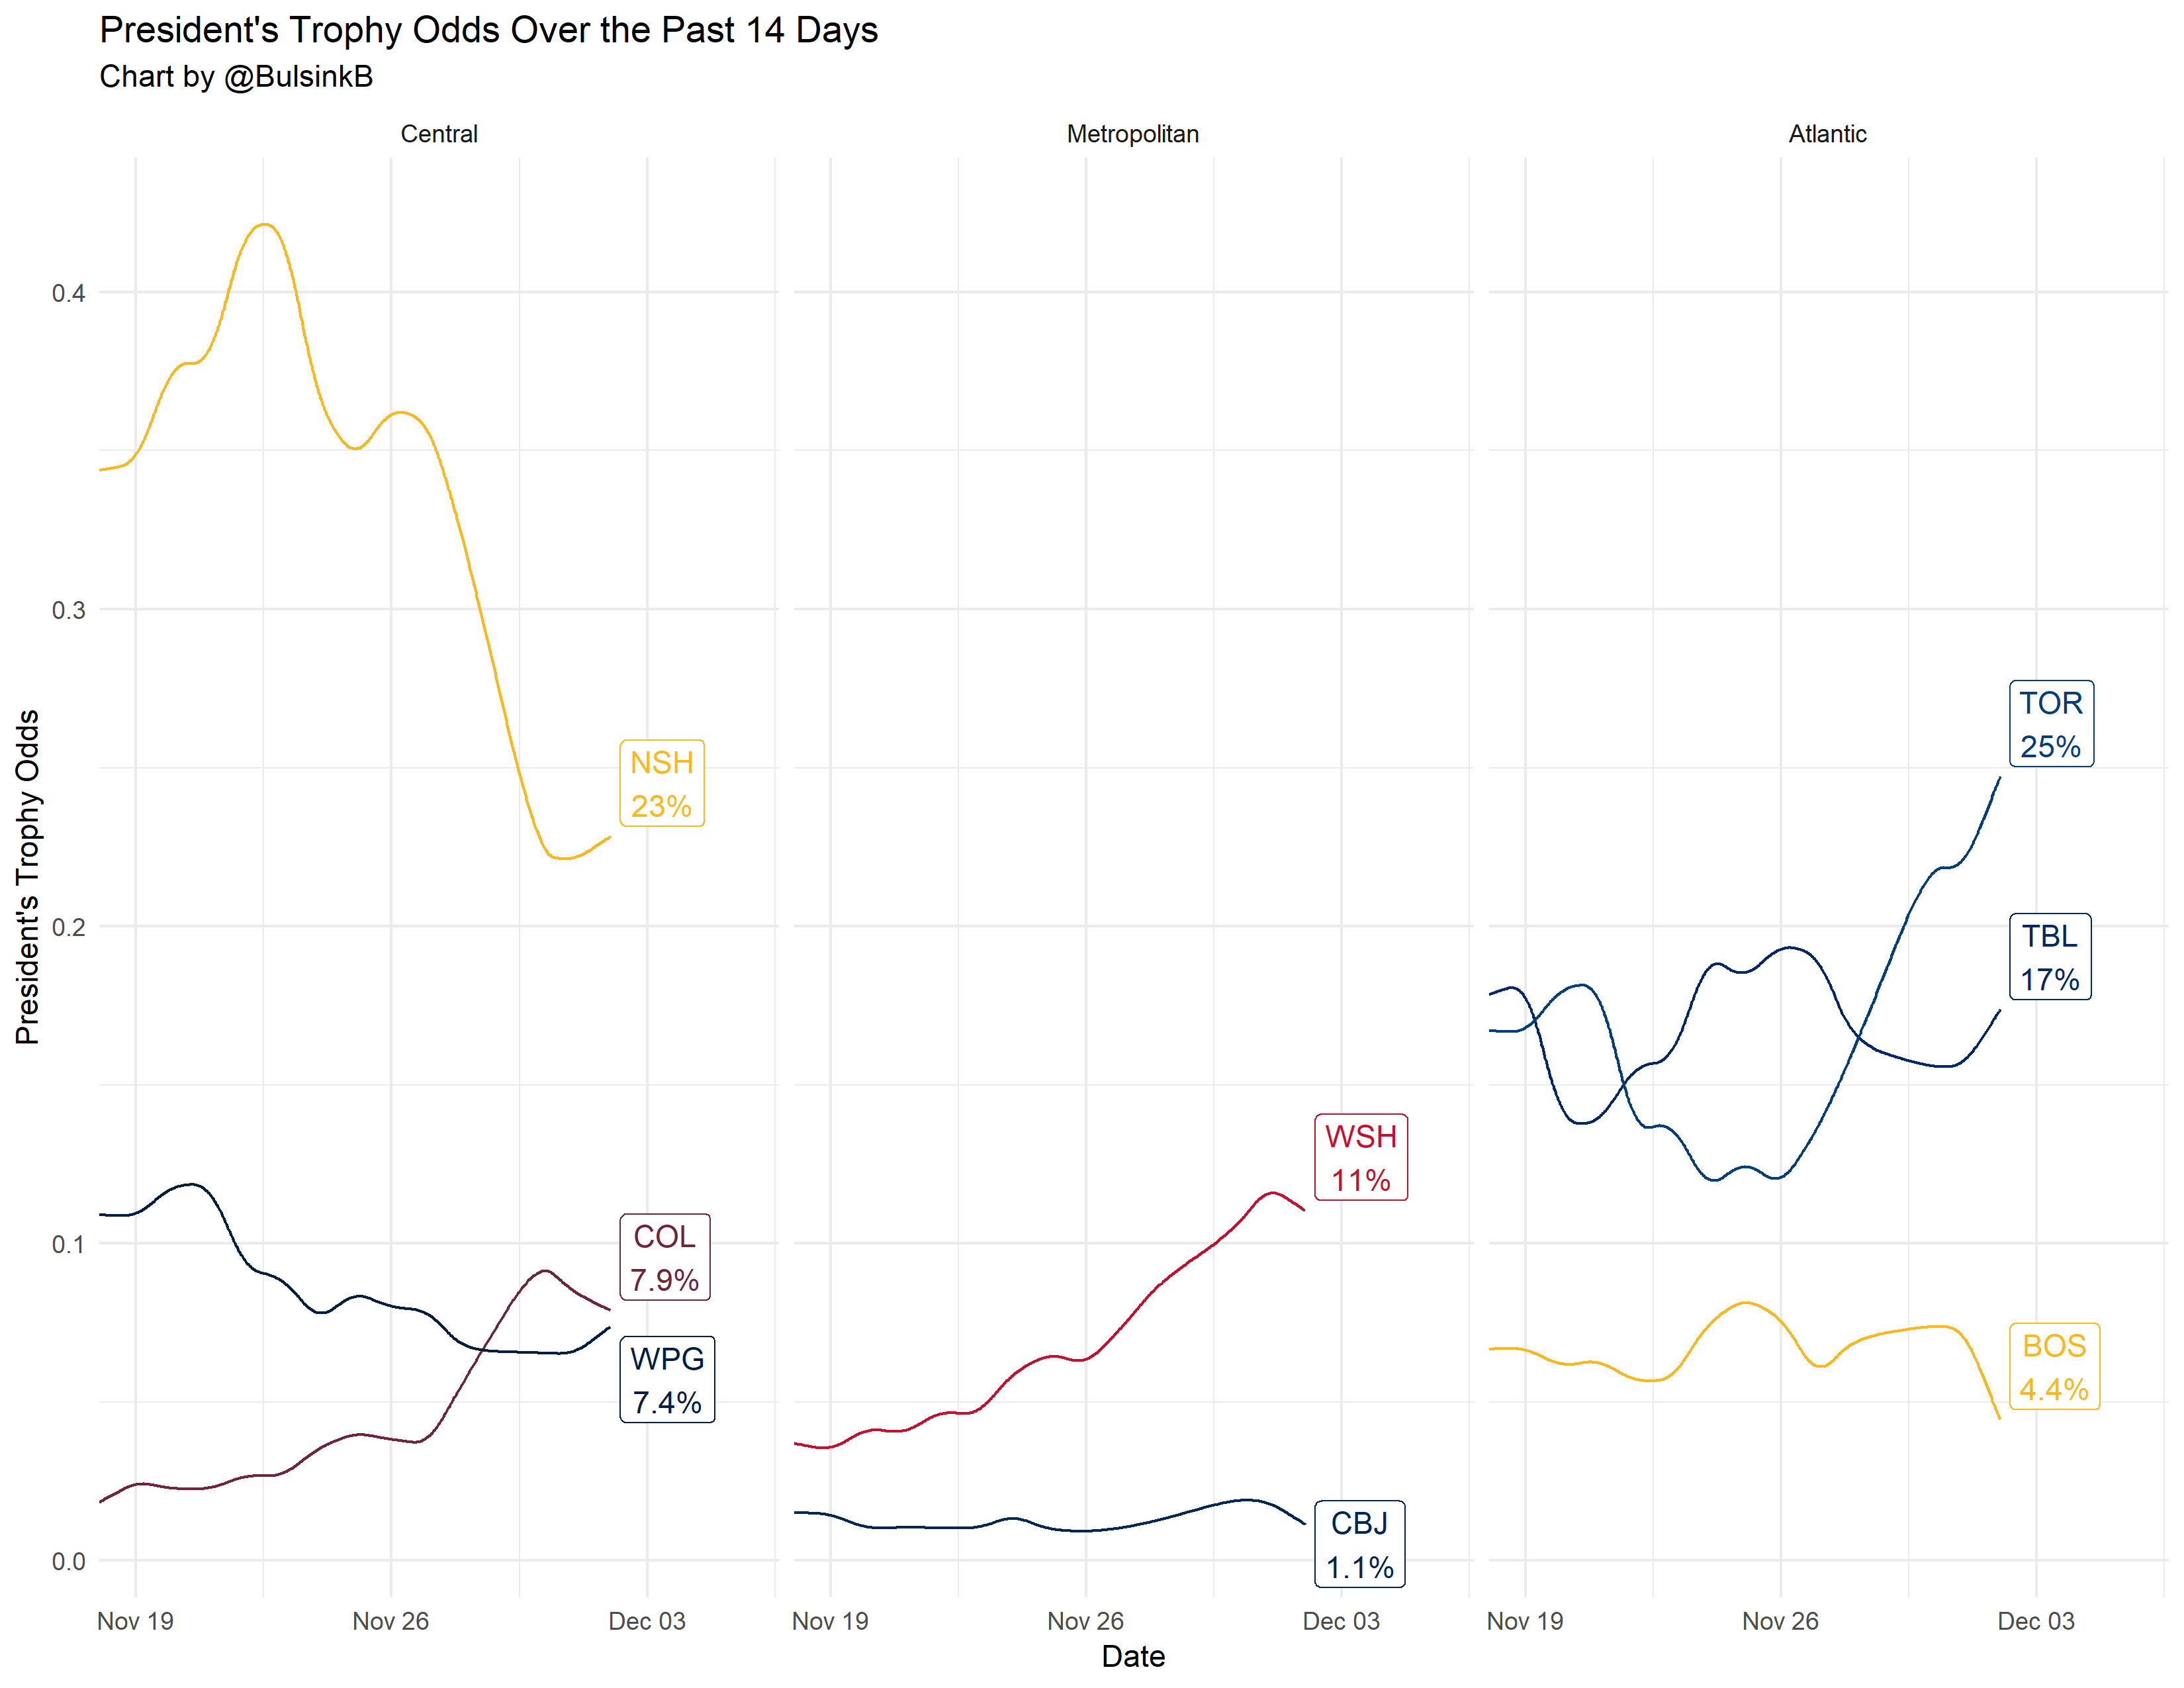 President's Trophy Odds Over the Past 14 Days
Chart by @BulsinkB
Central
Metropolitan
Atlantic
President's Trophy Odds
0.4
0.3
0.2
0.1
0.0
NSH
23%
COL
7.9%
WPG
7.4%
WSH
11%
CBJ
1.1%
TOR
25%
TBL
17%
BOS
4.4%
Nov 19
Nov 26
Dec 03
Nov 19
Nov 26
Dec 03
Nov 19
Nov 26
Dec 03
Date